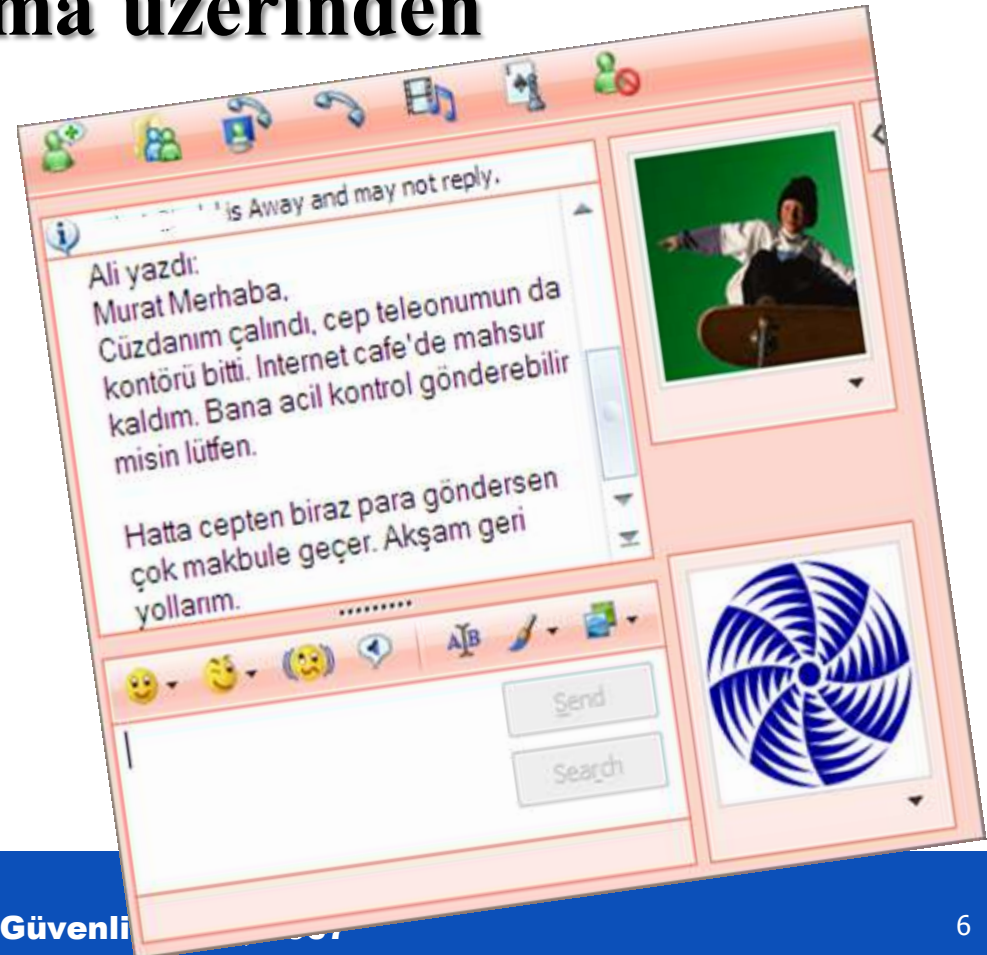 ma üzerinden
is Away and may not reply.
Ali yazdı:
Murat Merhaba,
Cüzdanım çalındı, cep teleonumun da
kontörü bitti. Internet cafe'de mahsur
kaldım. Bana acil kontrol gönderebilir
misin lütfen.
Hatta cepten biraz para göndersen
çok makbule geçer. Akşam geri
yollarım.
Send
Search
Güvenli
6